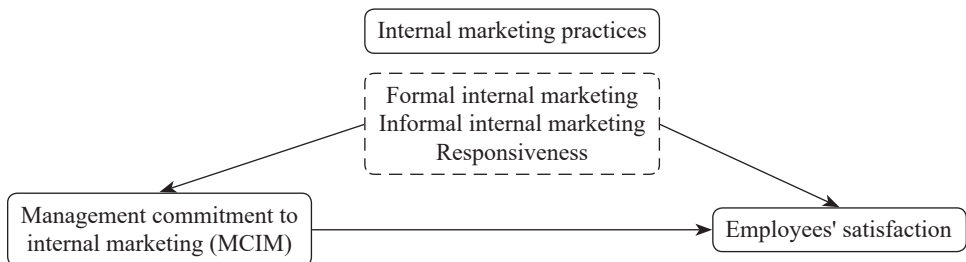 Internal marketing practices
Formal internal marketing
Informal internal marketing
Responsiveness
Management commitment to
internal marketing (MCIM)
Employees' satisfaction